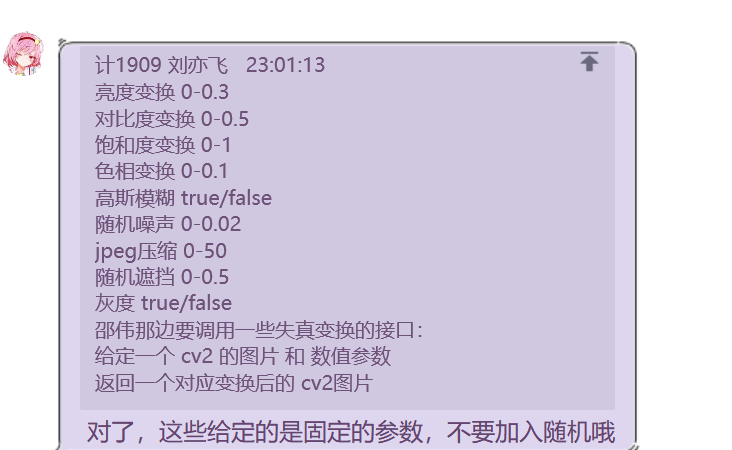 计1909 刘亦飞 23:01:13
亮度变换 0-0.3
对比度变换 0-0.5
饱和度变换 0-1
色相变换 0-0.1
高斯模糊 true/false
随机噪声 0-0.02
jpeg压缩 0-50
随机遮挡 0-0.5
灰度 true/false
邵伟那边要调用一些失真变换的接口：
给定一个 cv2 的图片 和 数值参数
返回一个对应变换后的 cv2图片
对了，这些给定的是固定的参数，不要加入随机哦